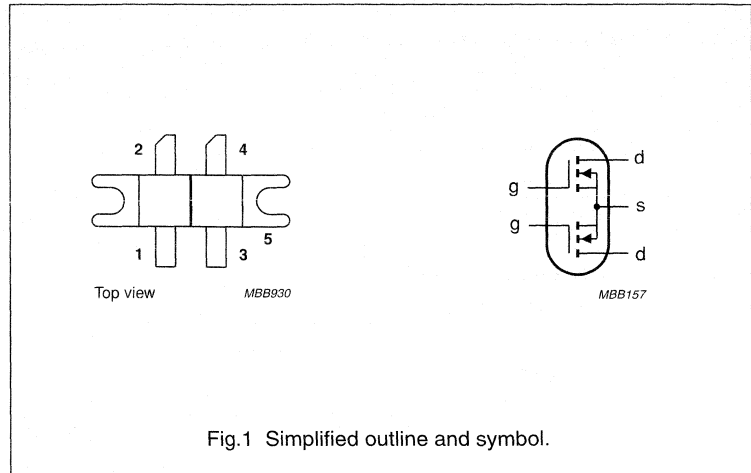 2 4
d
g
s
g
5
1 3
d
Top view MBB930
MBB157
Fig.1 Simplified outline and symbol.